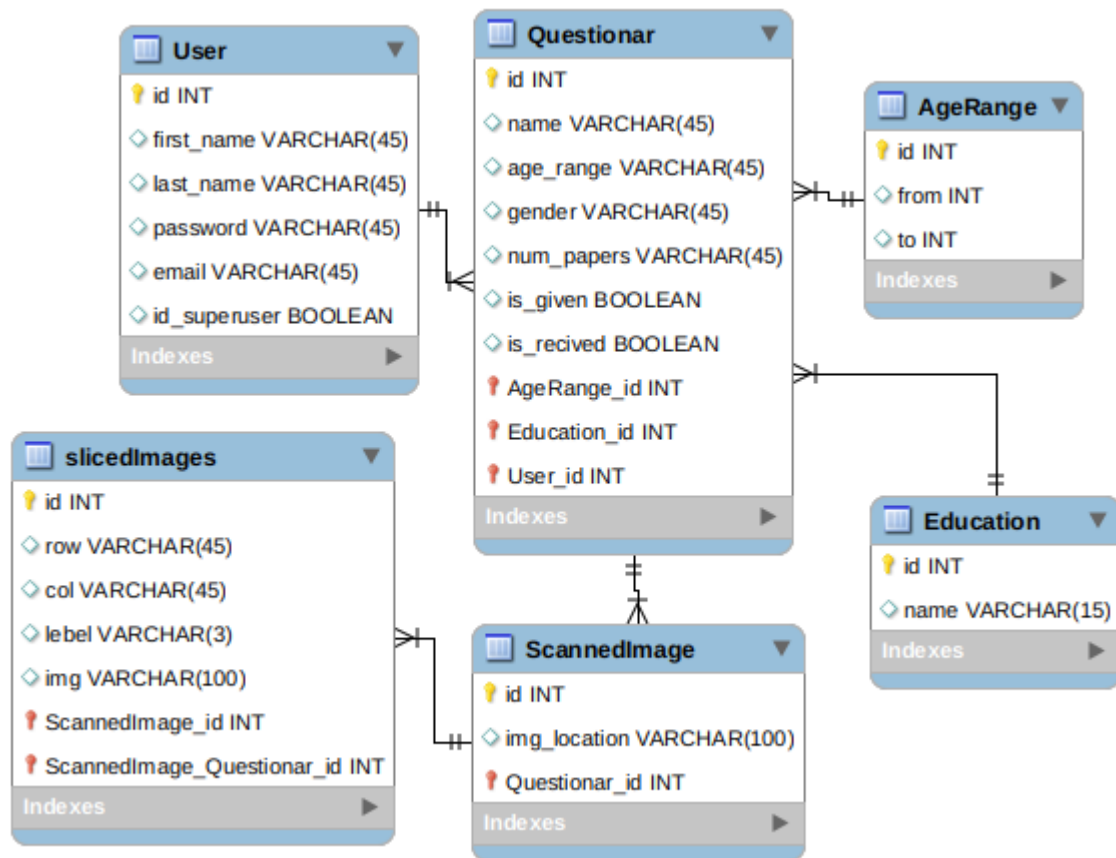 User
id INT
first_name VARCHAR(45)
last_name VARCHAR(45)
password VARCHAR(45)
email VARCHAR(45)
id_superuser BOOLEAN
Indexes
Questionar
id INT
name VARCHAR(45)
age_range VARCHAR(45)
gender VARCHAR(45)
num_papers VARCHAR(45)
is_given BOOLEAN
is_recived BOOLEAN
AgeRange_id INT
Education_id INT
User_id INT
Indexes
AgeRange
id INT
from INT
to INT
Indexes
slicedImages
id INT
row VARCHAR(45)
col VARCHAR(45)
lebel VARCHAR(3)
img VARCHAR(100)
ScannedImage_id INT
ScannedImage_Questionar_id INT
Indexes
ScannedImage
id INT
img_location VARCHAR(100)
Questionar_id INT
Indexes
Education
id INT
name VARCHAR(15)
Indexes